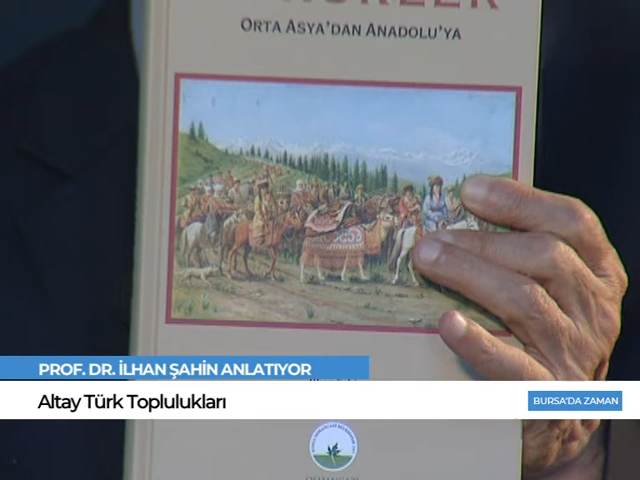 ORTA ASYA'DAN ANADOLU'YA
PROF. DR. İLHAN ŞAHİN ANLATIYOR
Altay Türk Toplulukları
BURSA'DA ZAMAN